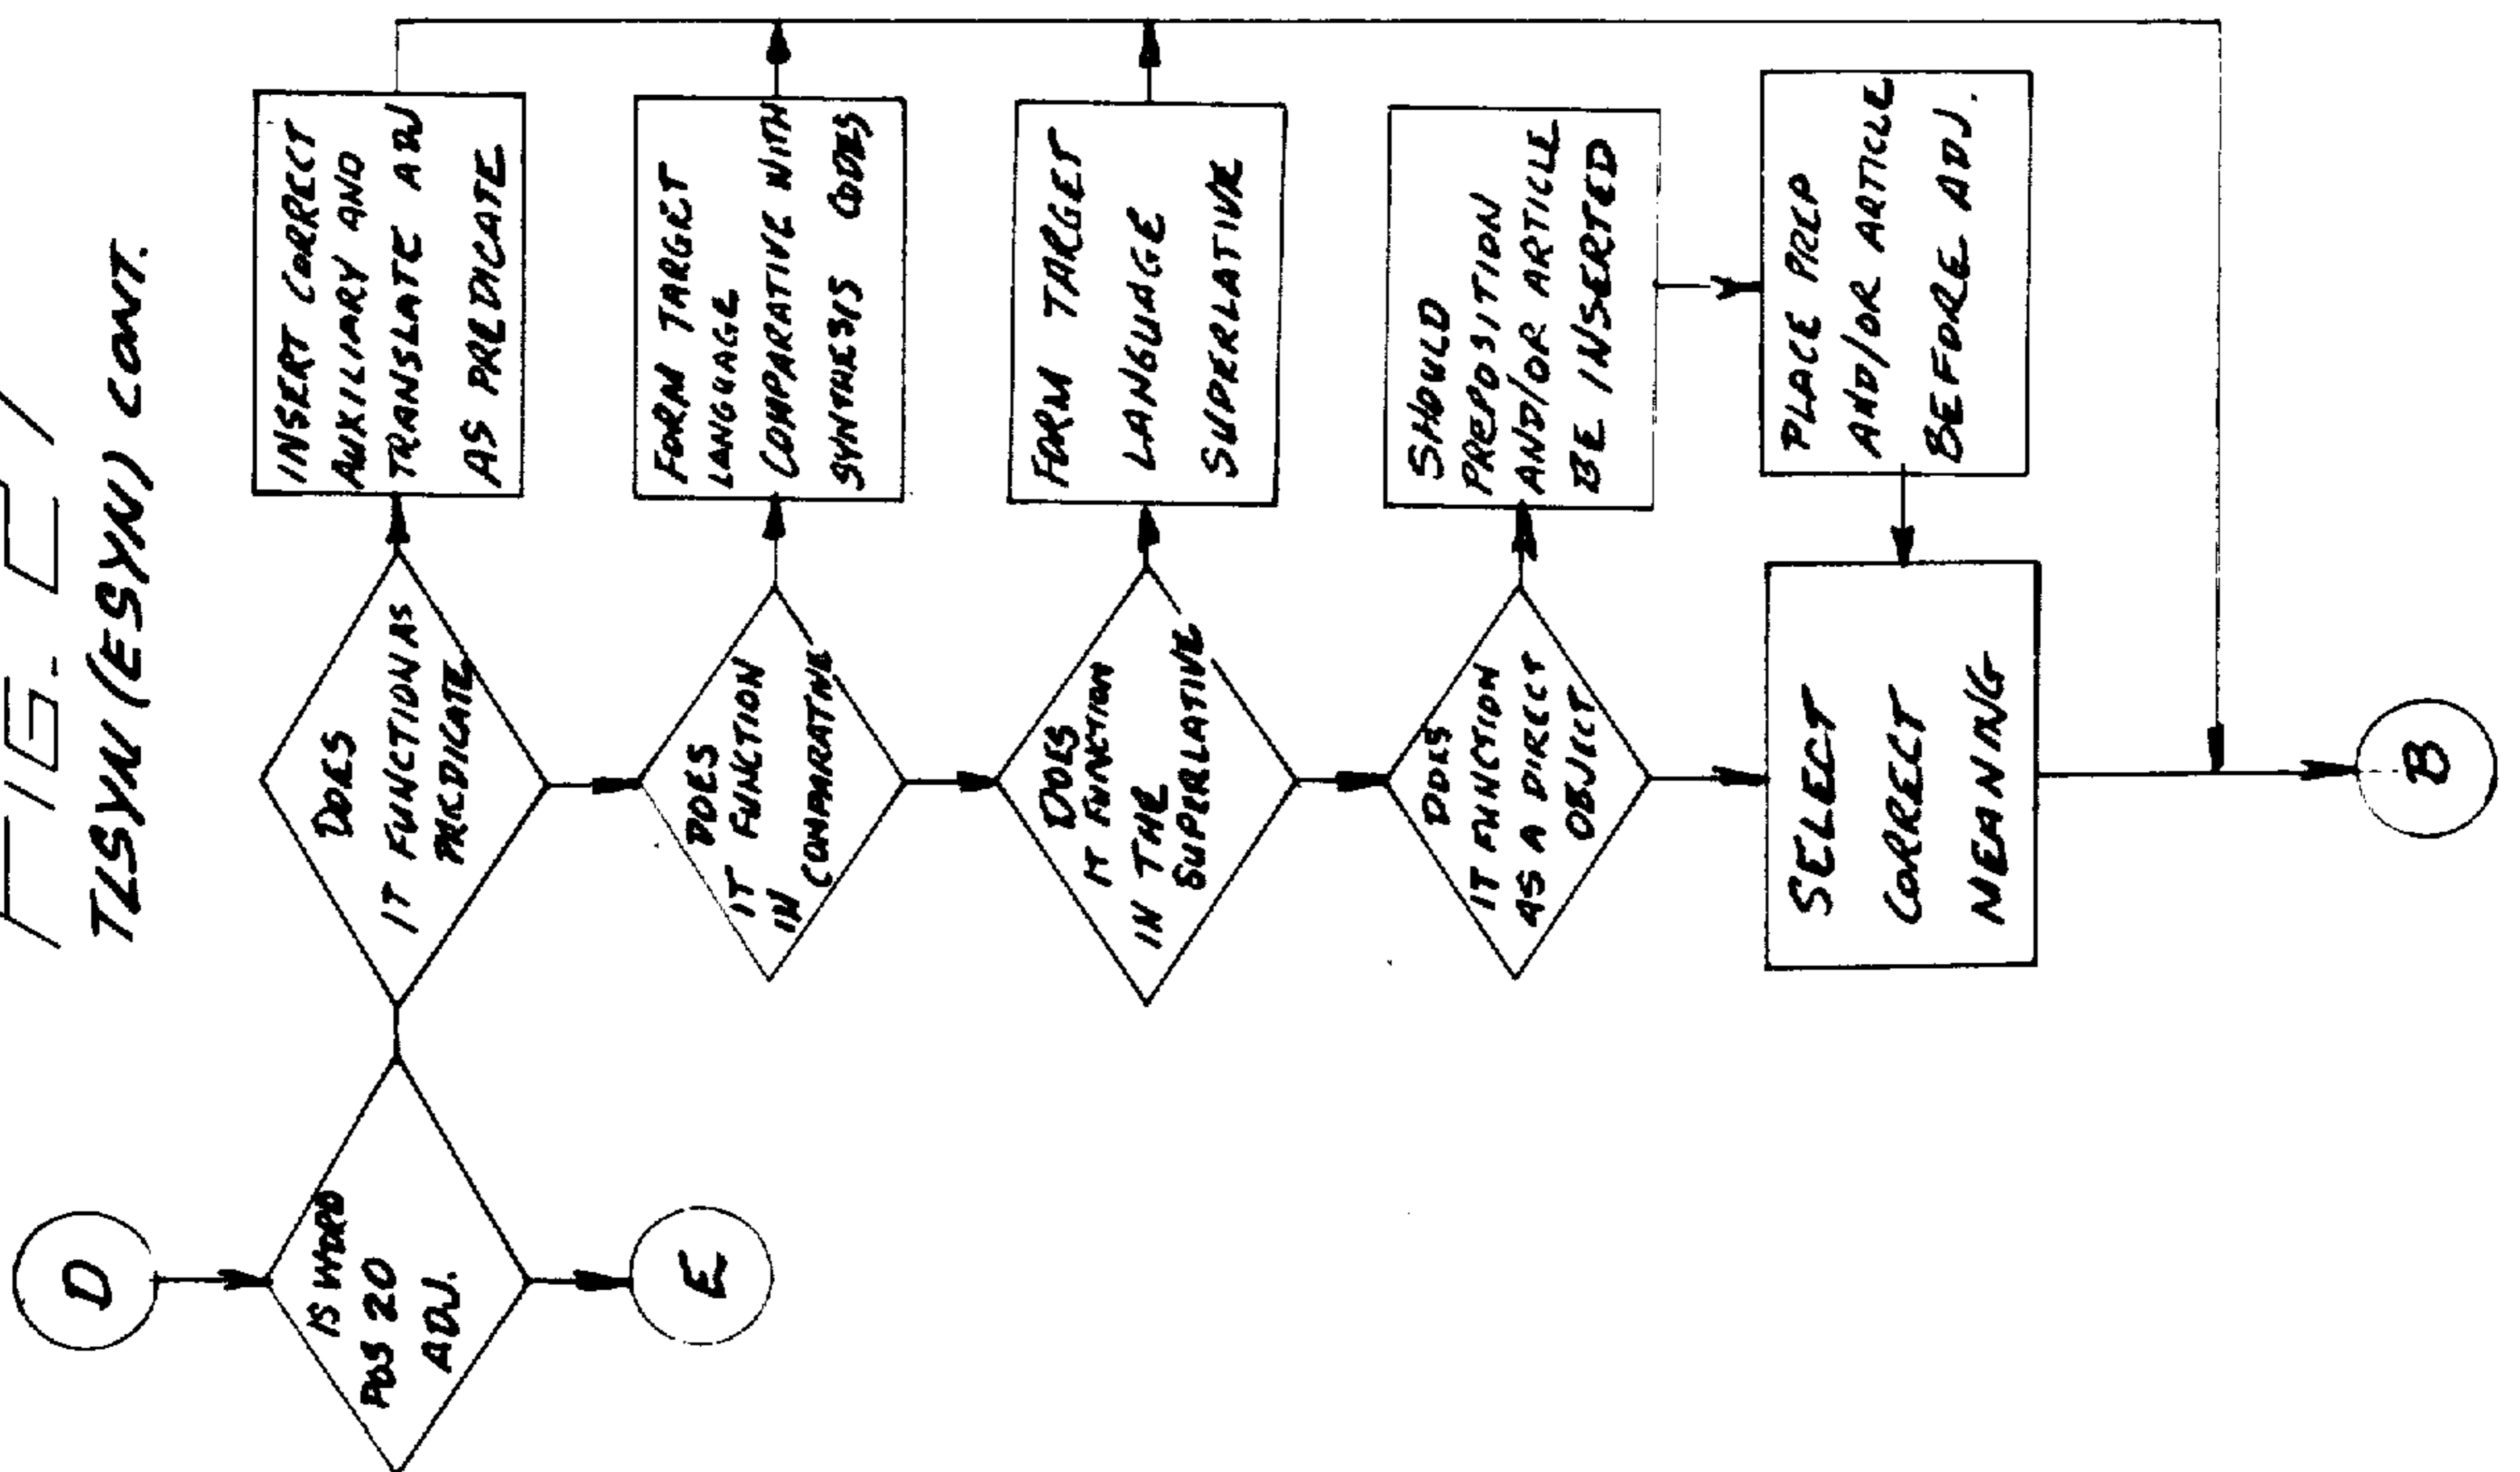 TLSYN (ESYN) CONT.
D
IS WORD
POS 20
ADJ.
E
DOES
IT FUNCTION AS
PREDICATE
INSERT CORRECT
AUXILIARY AND
TRANSLATE ADJ
AS PREDICATE
DOES
IT FUNCTION
IN
COMPARATIVE
FORM TARGET
LANGUAGE
COMPARATIVE WITH
SYNTHESIS CODES
DOES
IT FUNCTION
IN THE
SUPERLATIVE
FORM TARGET
LANGUAGE
SUPERLATIVE
DOES
IT FUNCTION
AS A DIRECT
OBJECT
SHOULD
PREPOSITION
AND/OR ARTICLE
BE INSERTED
PLACE PREP
AND/OR ARTICLE
BEFORE ADJ.
SELECT
CORRECT
MEANING
B